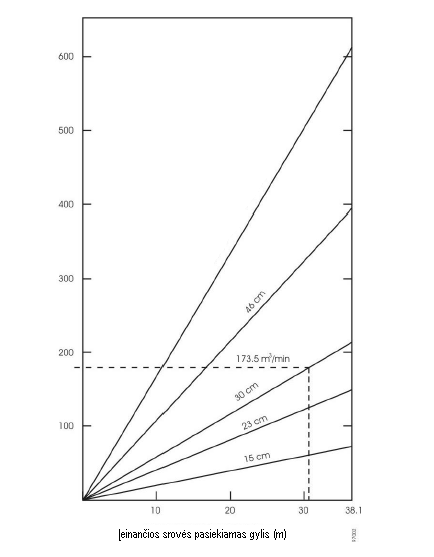 600
500
400
300
200
100
46 cm
173.5 m³/min
30 cm
23 cm
15 cm
10
20
30
38.1
Įeinančios srovės pasiekiamas gylis (m)
97002